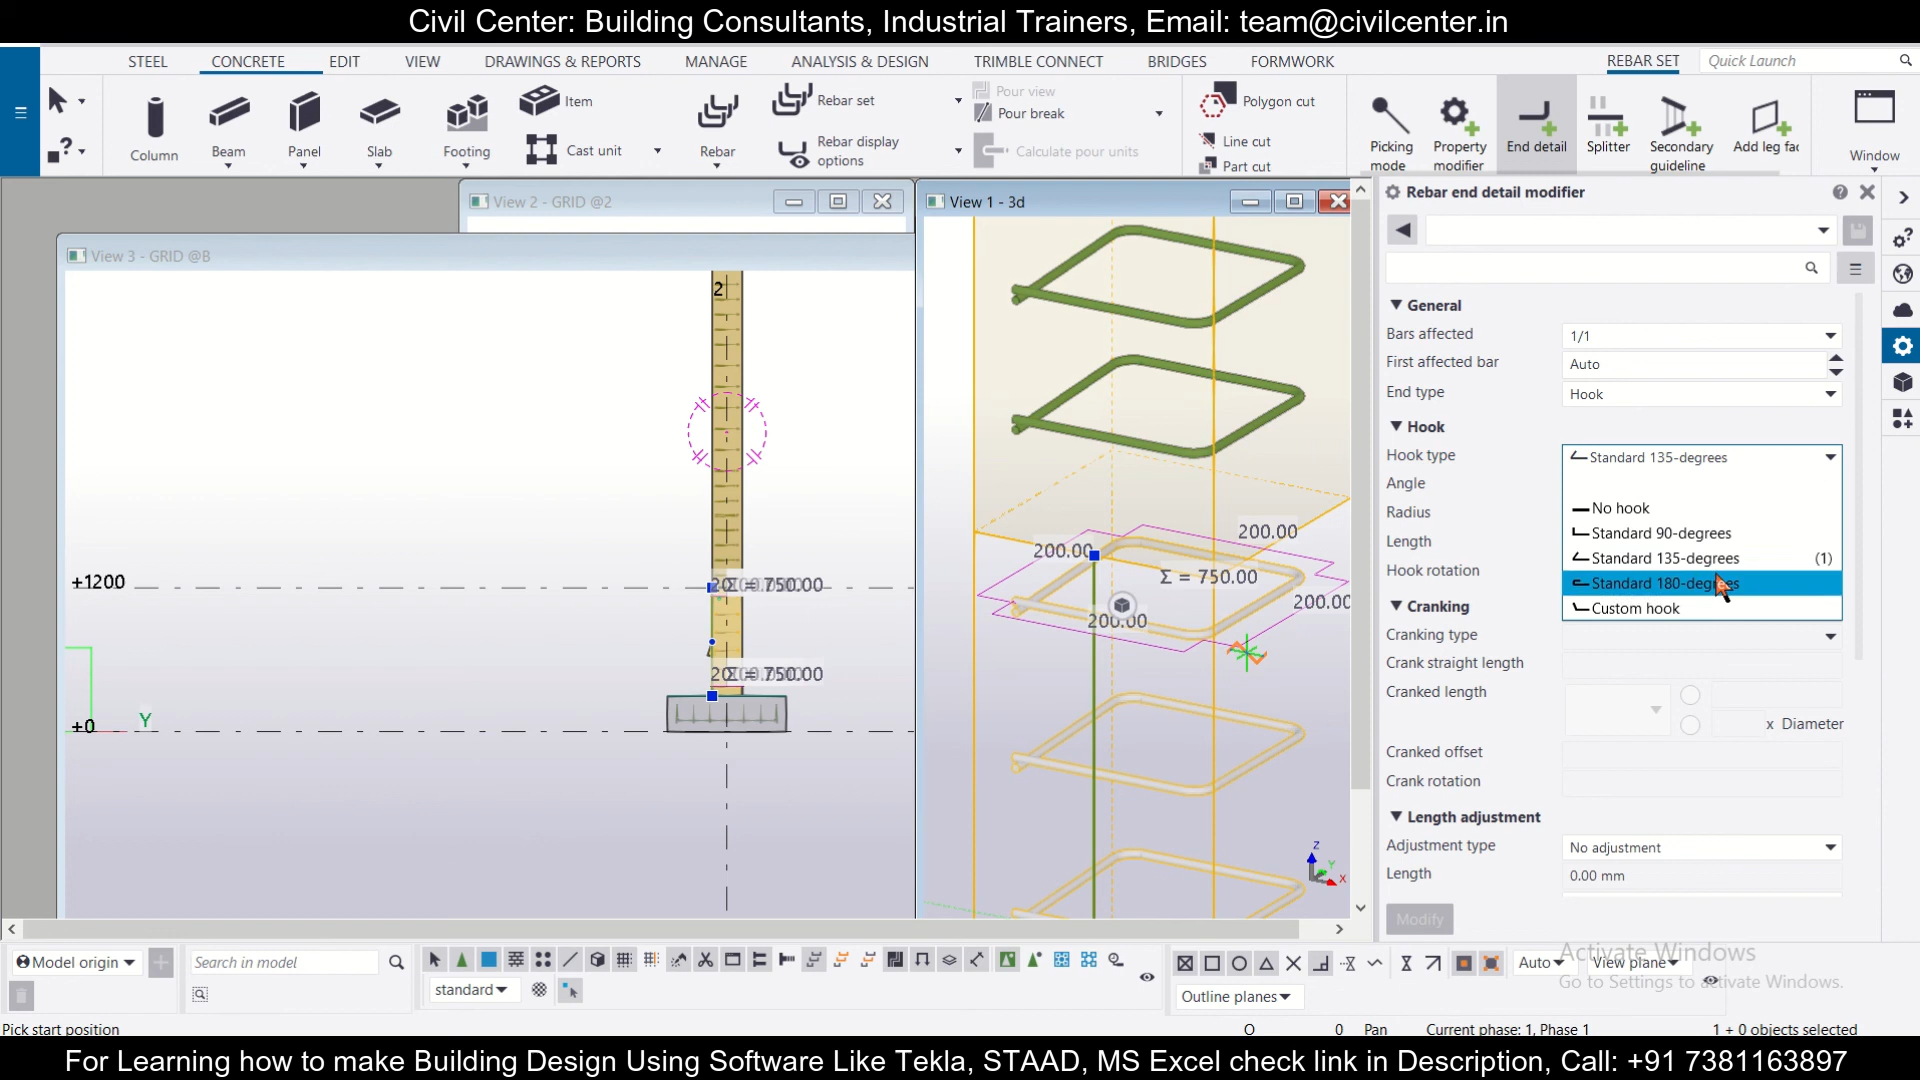 Civil Center: Building Consultants, Industrial Trainers, Email: team@civilcenter.in
STEEL CONCRETE EDIT VIEW DRAWINGS & REPORTS MANAGE ANALYSIS & DESIGN TRIMBLE CONNECT BRIDGES FORMWORK REBAR SET Quick Launch
Column
Beam
Panel
Slab
Footing
Item
Cast unit
Rebar
Rebar set
Rebar display
options
Pour view
Pour break
Calculate pour units
Polygon cut
Line cut
Part cut
Picking
mode
Property
modifier
End detail
Splitter
Secondary
guideline
Add leg fac
Window
View 2 - GRID @2
View 3 - GRID @B
2
+1200
Σ = 750.00
Σ = 750.00
+0
Y
View 1 - 3d
200.00
200.00
Σ = 750.00
200.00
200.00
Z
Y
X
Rebar end detail modifier
General
Bars affected 1/1
First affected bar Auto
End type Hook
Hook
Hook type Standard 135-degrees
Angle
Radius
Length
Hook rotation
No hook
Standard 90-degrees
Standard 135-degrees (1)
Standard 180-degrees
Custom hook
Cranking
Cranking type
Crank straight length
Cranked length
x Diameter
Cranked offset
Crank rotation
Length adjustment
Adjustment type No adjustment
Length 0.00 mm
Modify
Model origin
Search in model
standard
Auto
View plane
Outline planes
Activate Windows
Go to Settings to activate Windows.
Pick start position
O 0 Pan Current phase: 1, Phase 1 1 + 0 objects selected
For Learning how to make Building Design Using Software Like Tekla, STAAD, MS Excel check link in Description, Call: +91 7381163897